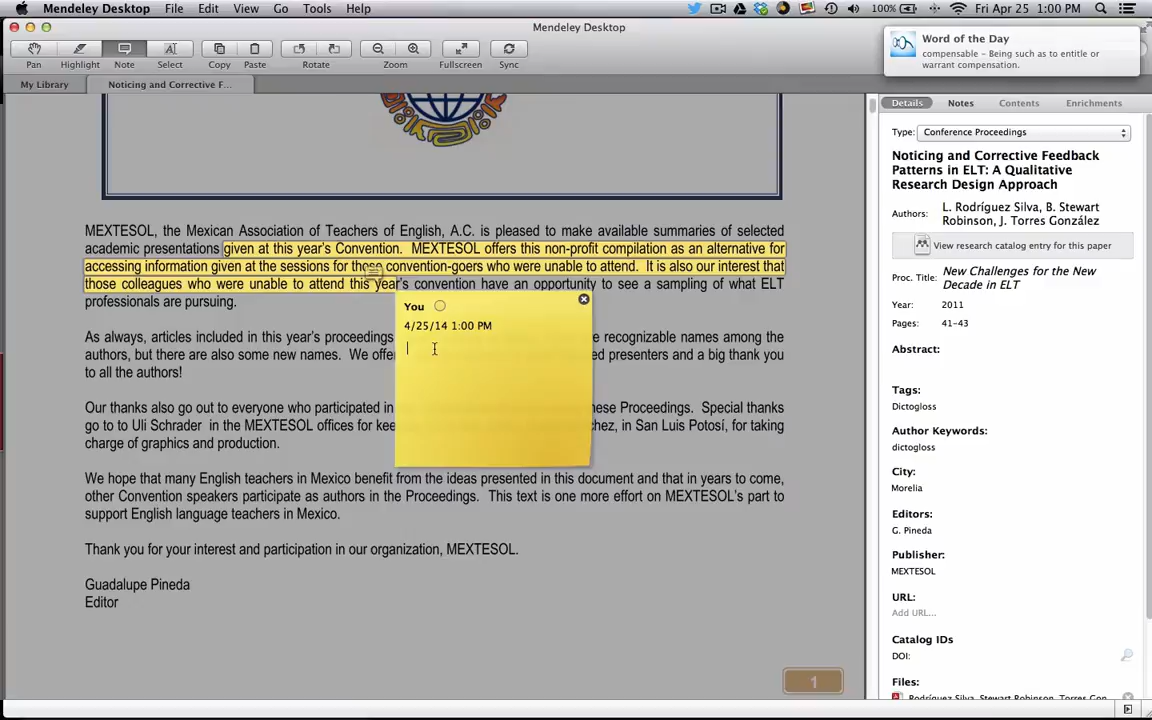 Mendeley Desktop File Edit View Go Tools Help 100% Fri Apr 25 1:00 PM
Mendeley Desktop
Word of the Day
compensable – Being such as to entitle or
warrant compensation.
Pan Highlight Note Select Copy Paste Rotate Zoom Fullscreen Sync
My Library Noticing and Corrective F...
Details Notes Contents Enrichments
Type: Conference Proceedings
Noticing and Corrective Feedback
Patterns in ELT: A Qualitative
Research Design Approach
Authors: L. Rodríguez Silva, B. Stewart
Robinson, J. Torres González
View research catalog entry for this paper
Proc. Title: New Challenges for the New
Decade in ELT
Year: 2011
Pages: 41-43
Abstract:
Tags:
Dictogloss
Author Keywords:
dictogloss
City:
Morelia
Editors:
G. Pineda
Publisher:
MEXTESOL
URL:
Add URL...
Catalog IDs
DOI:
Files:
Rodríguez Silva, Stewart Robinson, Torres Gon
MEXTESOL, the Mexican Association of Teachers of English, A.C. is pleased to make available summaries of selected
academic presentations given at this year's Convention. MEXTESOL offers this non-profit compilation as an alternative for
accessing information given at the sessions for those convention-goers who were unable to attend. It is also our interest that
those colleagues who were unable to attend this year's convention have an opportunity to see a sampling of what ELT
professionals are pursuing.
You
4/25/14 1:00 PM
As always, articles included in this year's proceedings recognizable names among the
authors, but there are also some new names. We offe ed presenters and a big thank you
to all the authors!
Our thanks also go out to everyone who participated in hese Proceedings. Special thanks
go to to Uli Schrader in the MEXTESOL offices for kee chez, in San Luis Potosí, for taking
charge of graphics and production.
We hope that many English teachers in Mexico benefit from the ideas presented in this document and that in years to come,
other Convention speakers participate as authors in the Proceedings. This text is one more effort on MEXTESOL's part to
support English language teachers in Mexico.
Thank you for your interest and participation in our organization, MEXTESOL.
Guadalupe Pineda
Editor
1